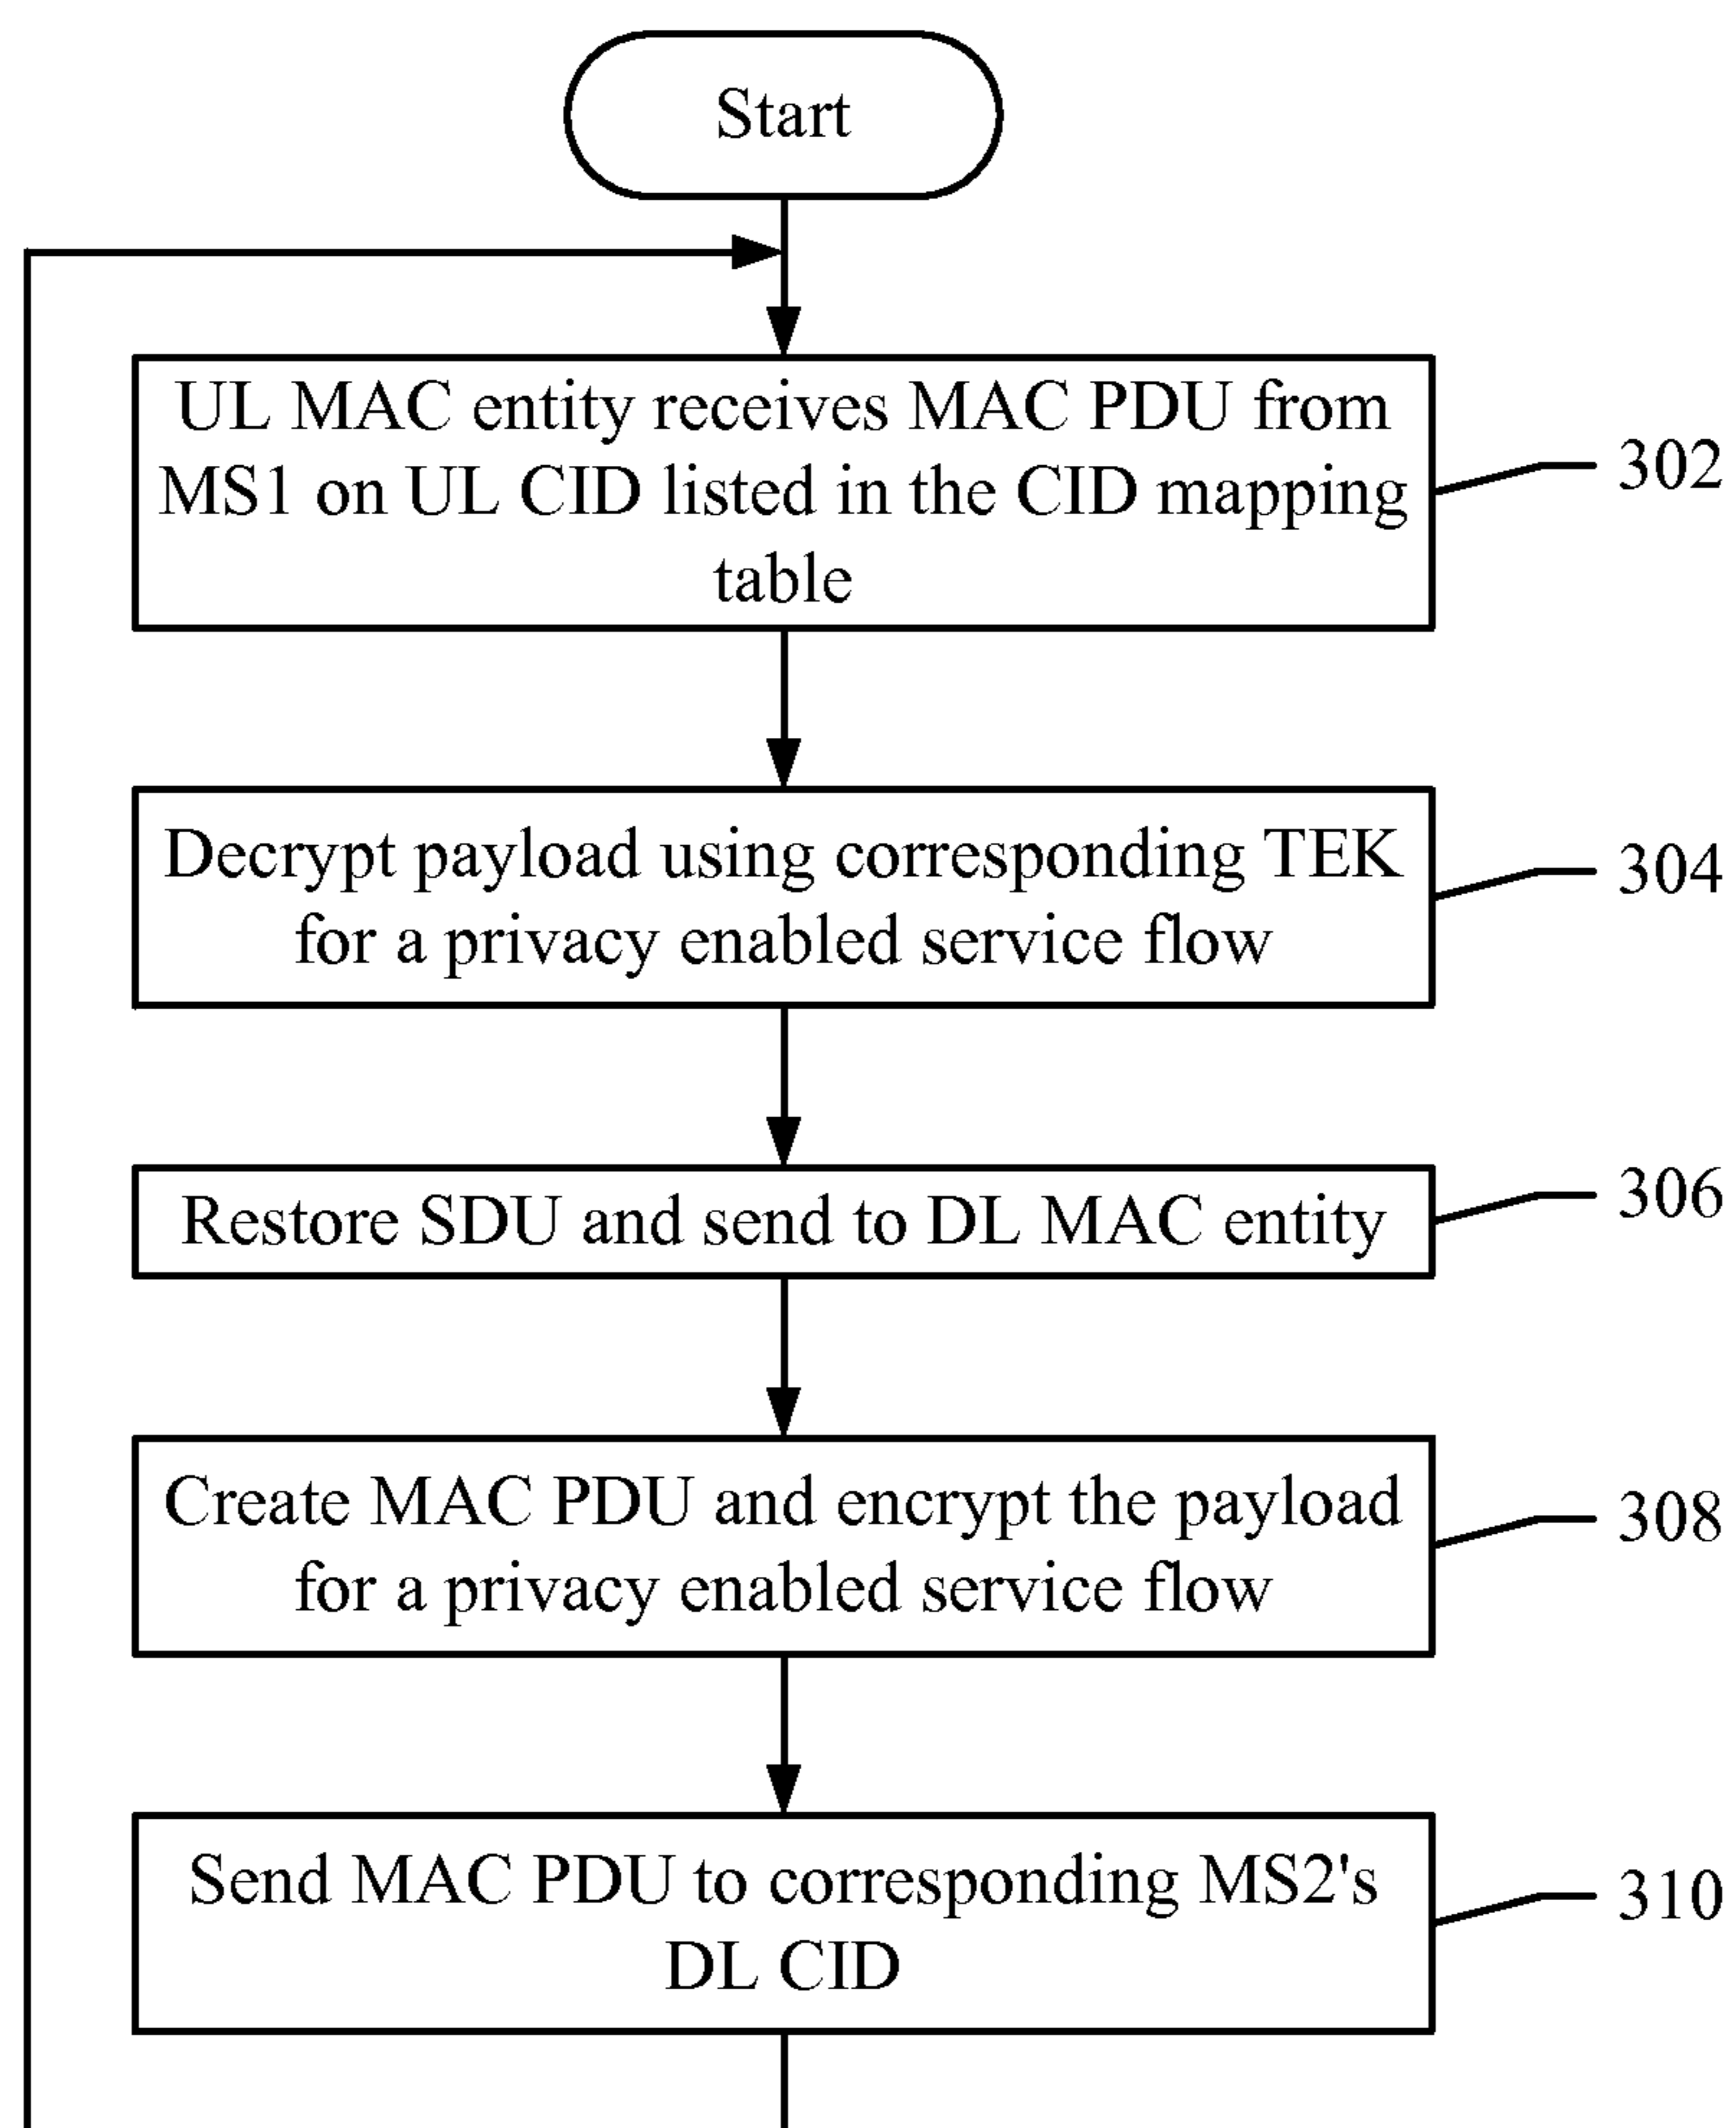 Start
UL MAC entity receives MAC PDU from
MS1 on UL CID listed in the CID mapping
table
302
Decrypt payload using corresponding TEK
for a privacy enabled service flow
304
Restore SDU and send to DL MAC entity
306
Create MAC PDU and encrypt the payload
for a privacy enabled service flow
308
Send MAC PDU to corresponding MS2's
DL CID
310